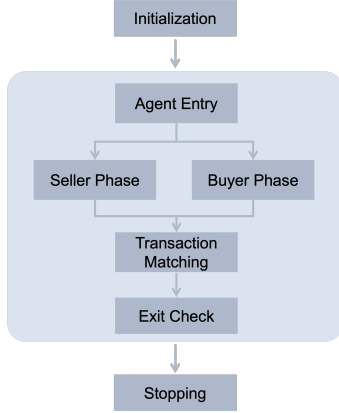 Initialization
Agent Entry
Seller Phase
Buyer Phase
Transaction
Matching
Exit Check
Stopping